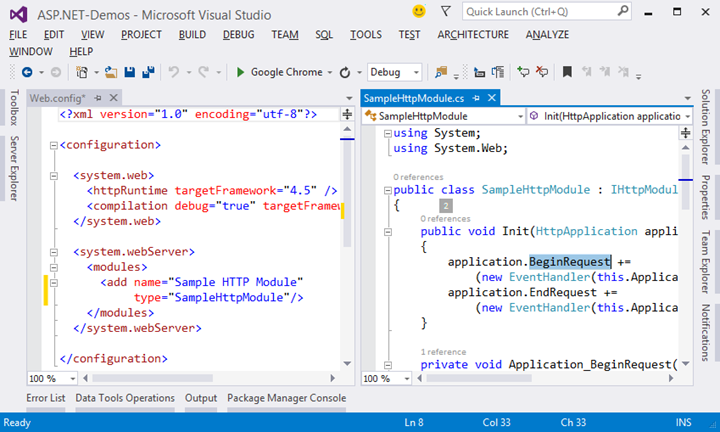 ASP.NET-Demos - Microsoft Visual Studio
Quick Launch (Ctrl+Q)
FILE EDIT VIEW PROJECT BUILD DEBUG TEAM SQL TOOLS TEST ARCHITECTURE ANALYZE
WINDOW HELP
Google Chrome Debug
Toolbox
Server Explorer
Web.config*
<?xml version="1.0" encoding="utf-8"?>
<configuration>
<system.web>
<httpRuntime targetFramework="4.5" />
<compilation debug="true" targetFramew
</system.web>
<system.webServer>
<modules>
<add name="Sample HTTP Module"
type="SampleHttpModule"/>
</modules>
</system.webServer>
</configuration>
100 %
SampleHttpModule.cs
SampleHttpModule Init(HttpApplication applicatio
using System;
using System.Web;
0 references
public class SampleHttpModule : IHttpModul
{
2
0 references
public void Init(HttpApplication appli
{
application.BeginRequest +=
(new EventHandler(this.Applica
application.EndRequest +=
(new EventHandler(this.Applica
}
1 reference
private void Application_BeginRequest(
100 %
Solution Explorer
Properties
Team Explorer
Notifications
Error List Data Tools Operations Output Package Manager Console
Ready Ln 8 Col 33 Ch 33 INS